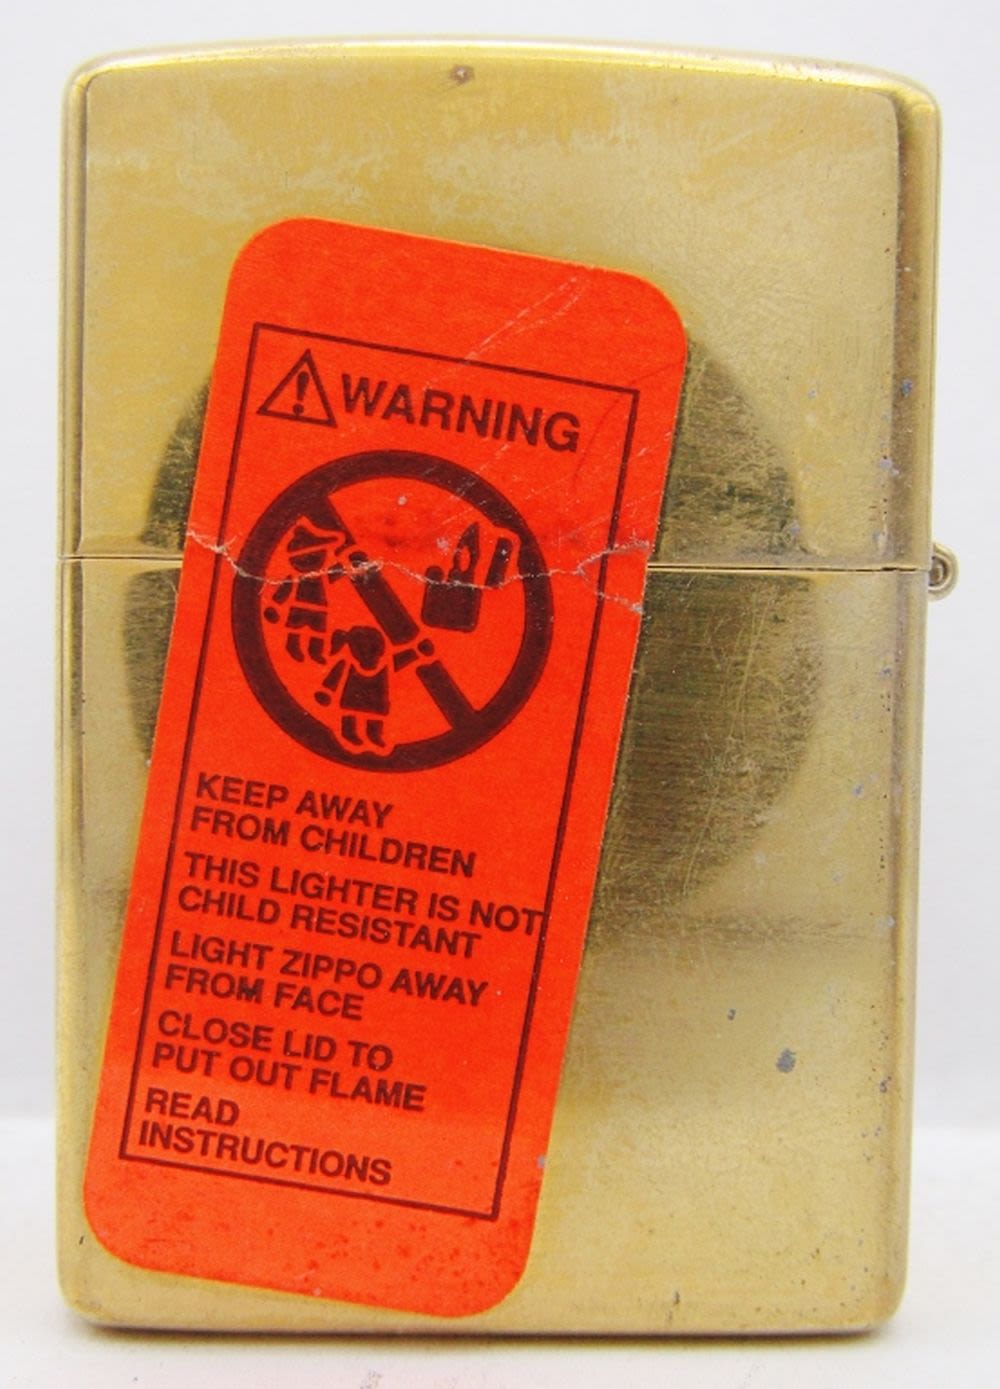 WARNING
KEEP AWAY
FROM CHILDREN
THIS LIGHTER IS NOT
CHILD RESISTANT
LIGHT ZIPPO AWAY
FROM FACE
CLOSE LID TO
PUT OUT FLAME
READ
INSTRUCTIONS